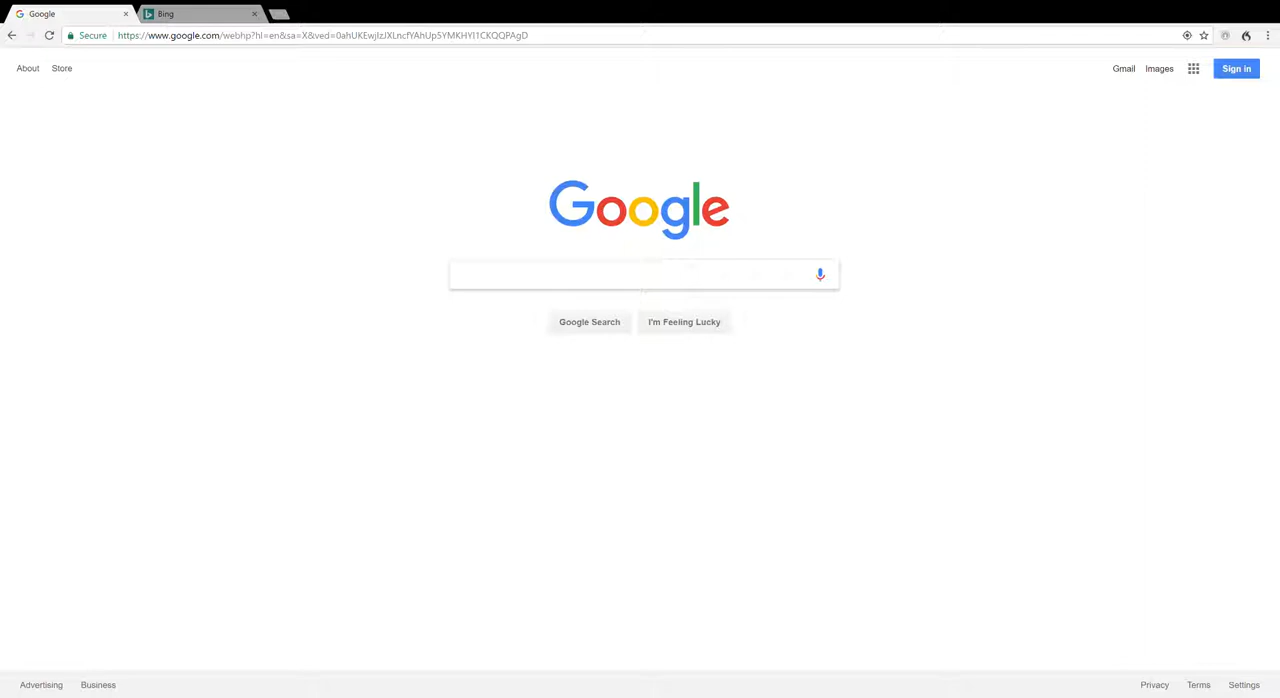 Google
Bing
Secure https://www.google.com/webhp?hl=en&sa=X&ved=0ahUKEwjIzJXLncfYAhUp5YMKHYI1CKQQPAgD
About Store Gmail Images Sign in
Google
Google Search I'm Feeling Lucky
Advertising Business Privacy Terms Settings